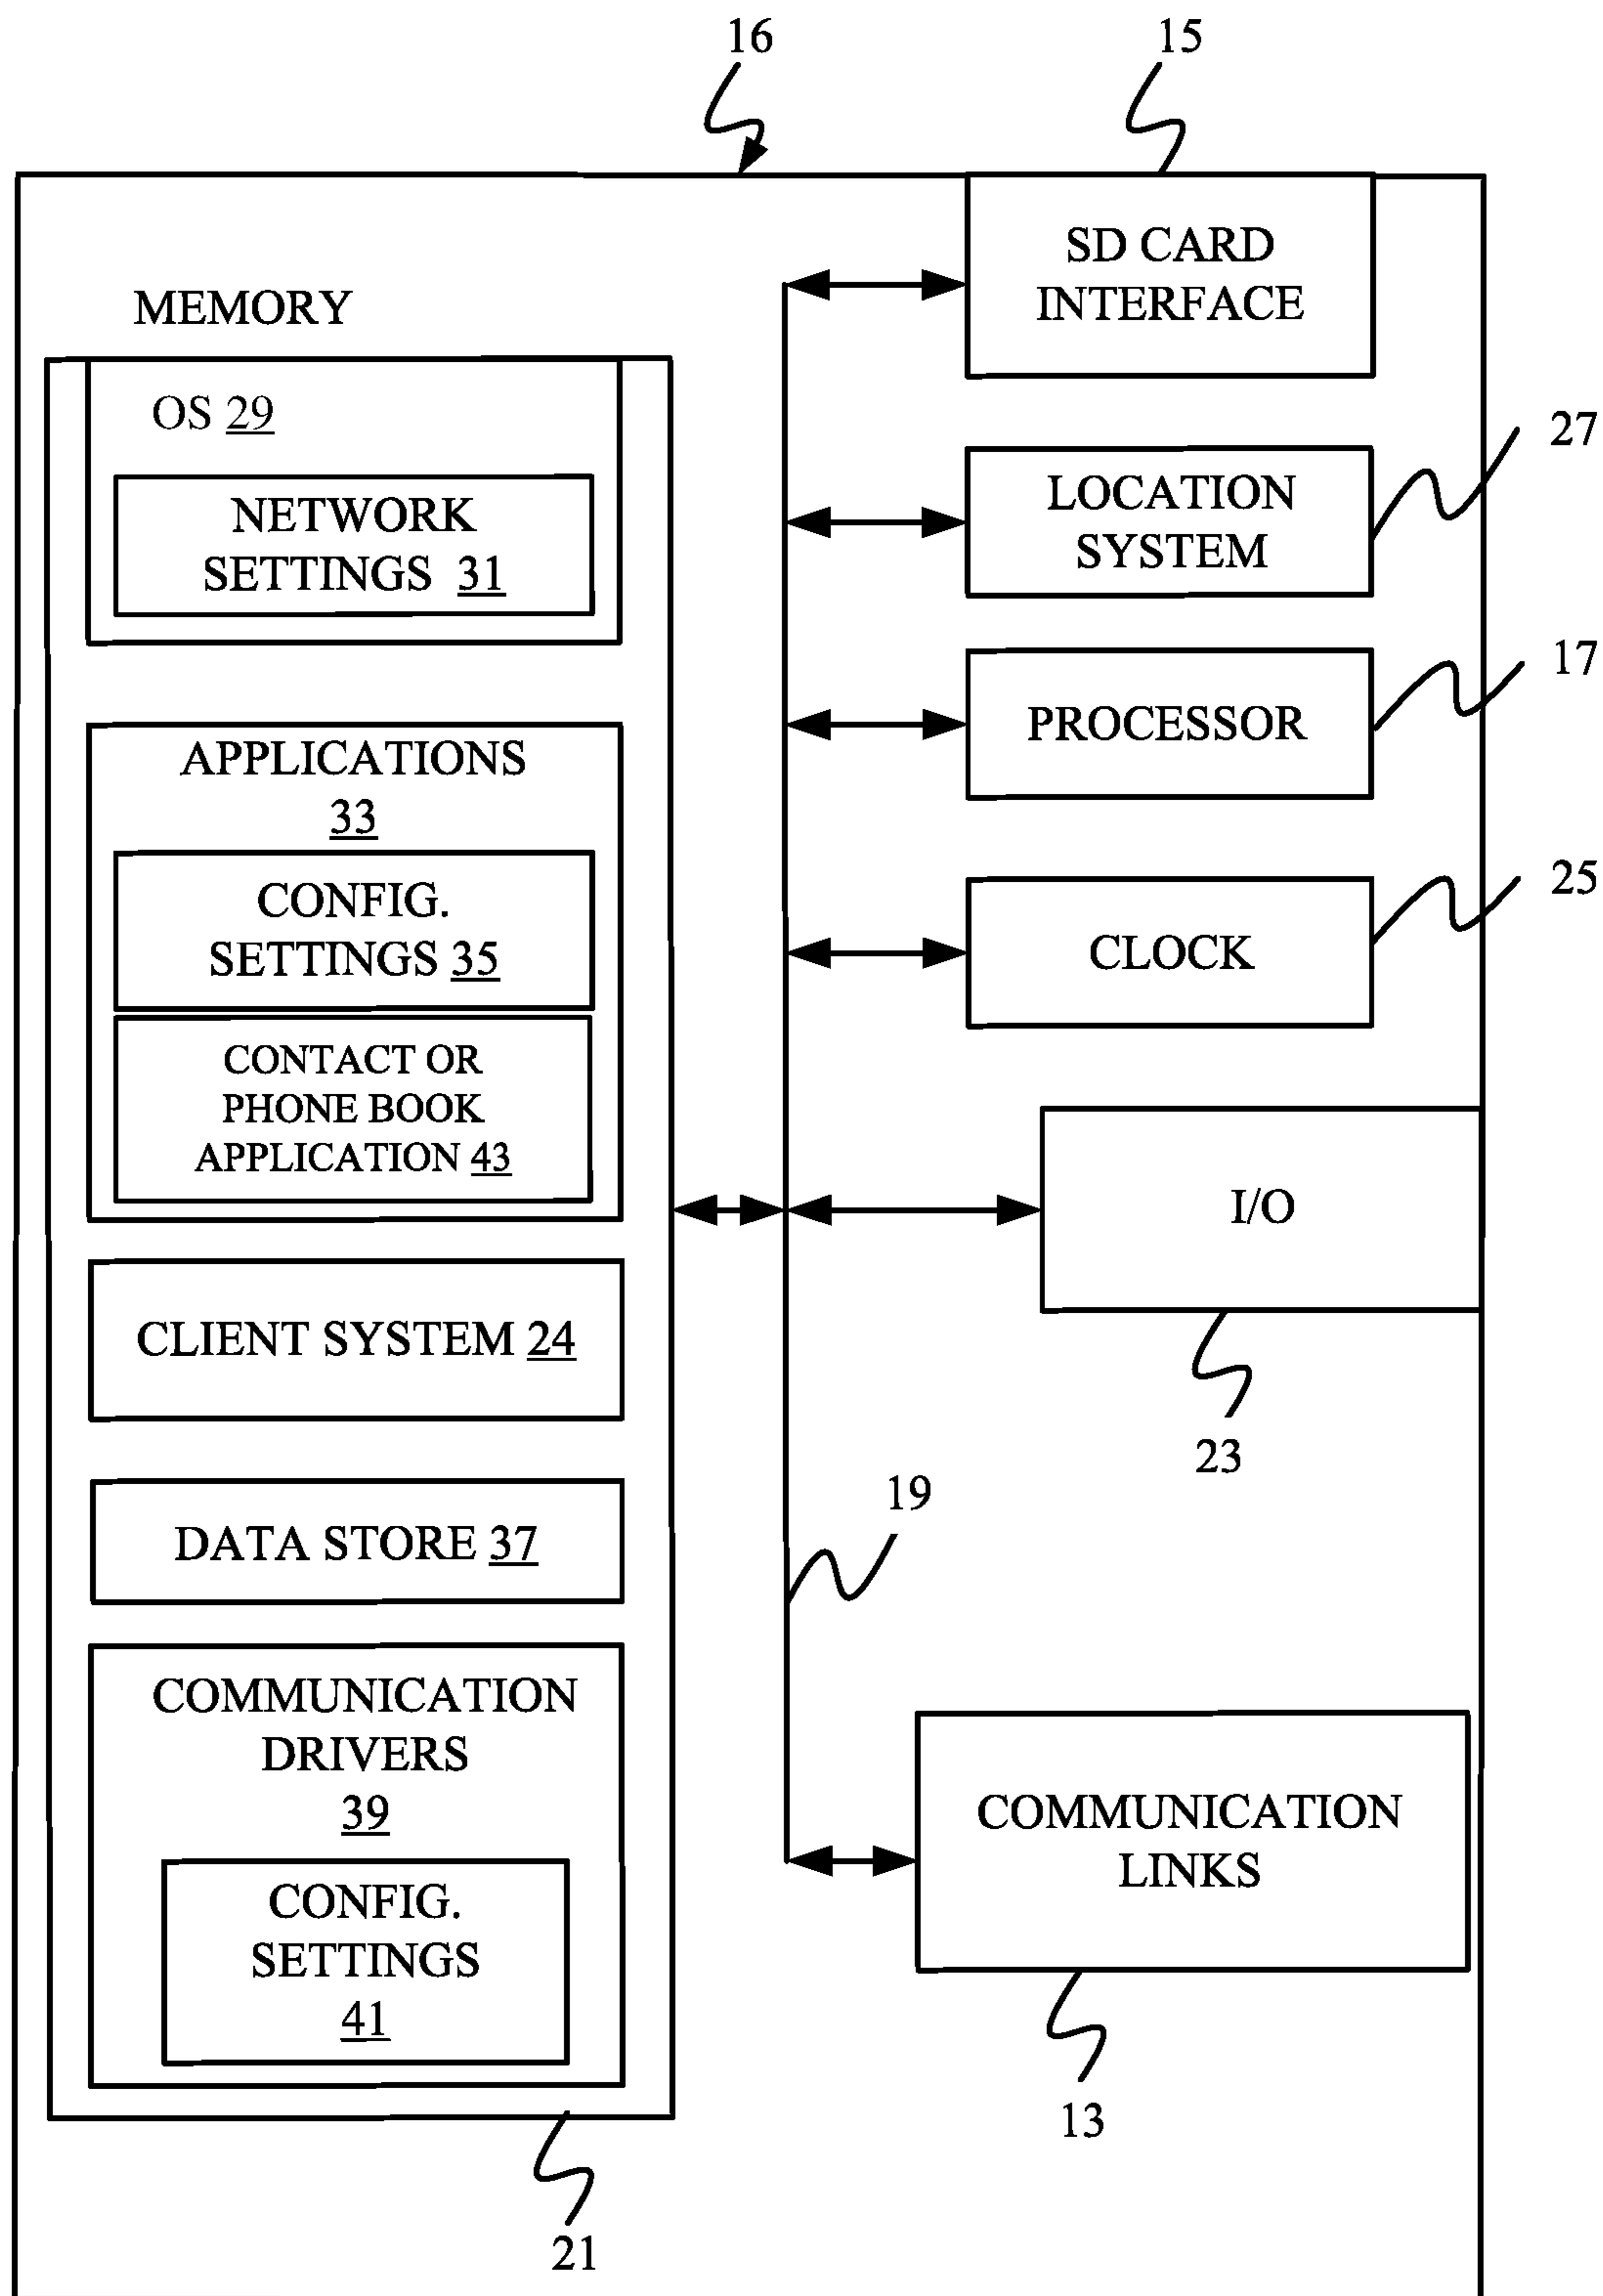 16
15
SD CARD
INTERFACE
MEMORY
OS 29
NETWORK
SETTINGS 31
27
LOCATION
SYSTEM
17
PROCESSOR
APPLICATIONS
33
CONFIG.
SETTINGS 35
25
CLOCK
CONTACT OR
PHONE BOOK
APPLICATION 43
I/O
CLIENT SYSTEM 24
23
19
DATA STORE 37
COMMUNICATION
DRIVERS
39
CONFIG.
SETTINGS
41
COMMUNICATION
LINKS
13
21